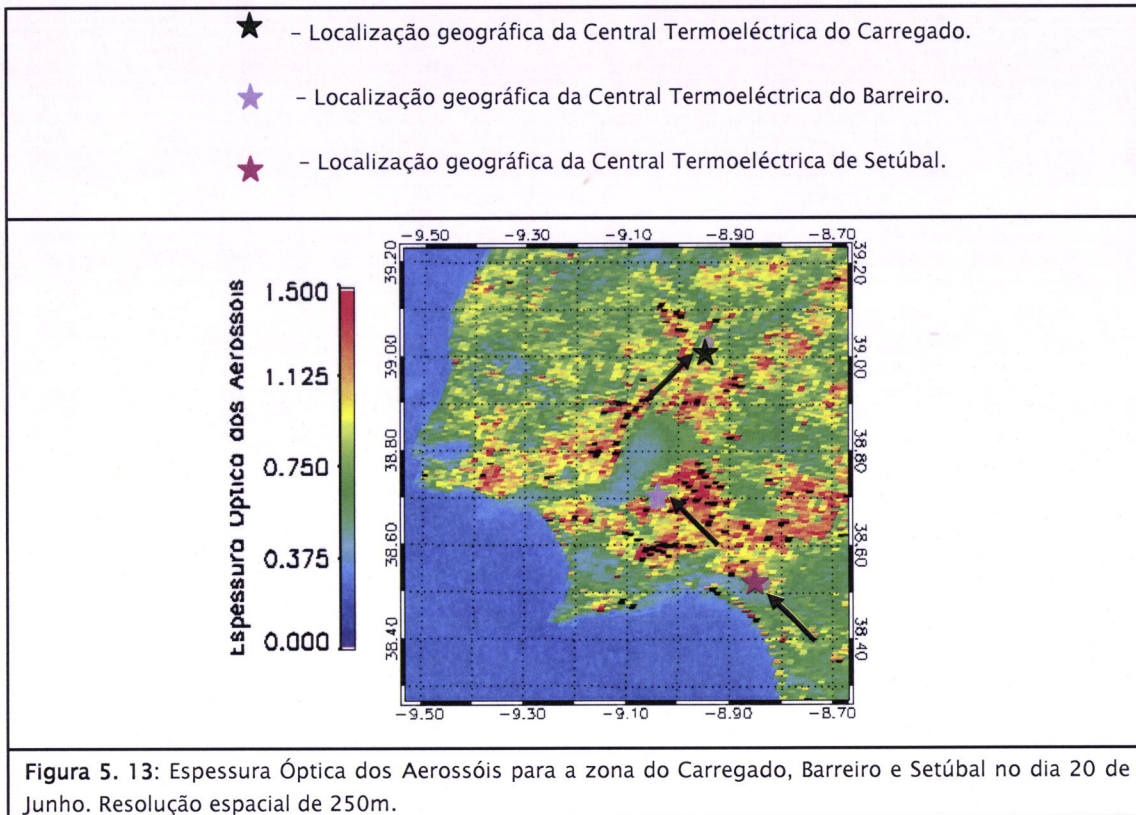 – Localização geográfica da Central Termoeléctrica do Carregado.
– Localização geográfica da Central Termoeléctrica do Barreiro.
– Localização geográfica da Central Termoeléctrica de Setúbal.
Espessura Óptica dos Aerossóis
1.500
1.125
0.750
0.375
0.000
−9.50 −9.30 −9.10 −8.90 −8.70
39.20 39.20
39.00 39.00
38.80 38.80
38.60 38.60
38.40 38.40
−9.50 −9.30 −9.10 −8.90 −8.70
Figura 5. 13: Espessura Óptica dos Aerossóis para a zona do Carregado, Barreiro e Setúbal no dia 20 de
Junho. Resolução espacial de 250m.